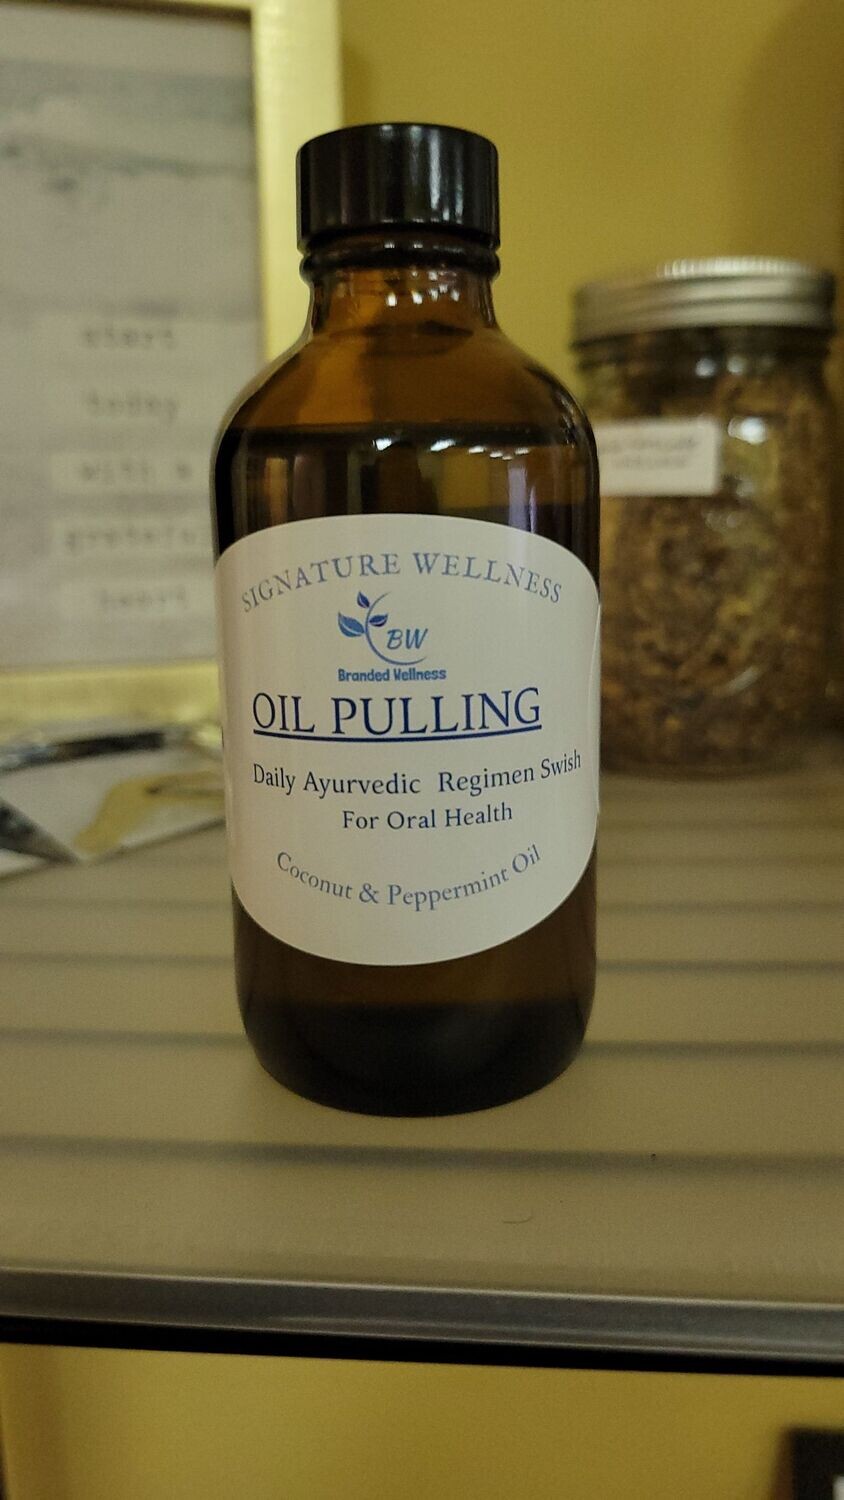 start
today
with a
grateful
heart
SIGNATURE WELLNESS
BW
Branded Wellness
OIL PULLING
Daily Ayurvedic Regimen Swish
For Oral Health
Coconut & Peppermint Oil